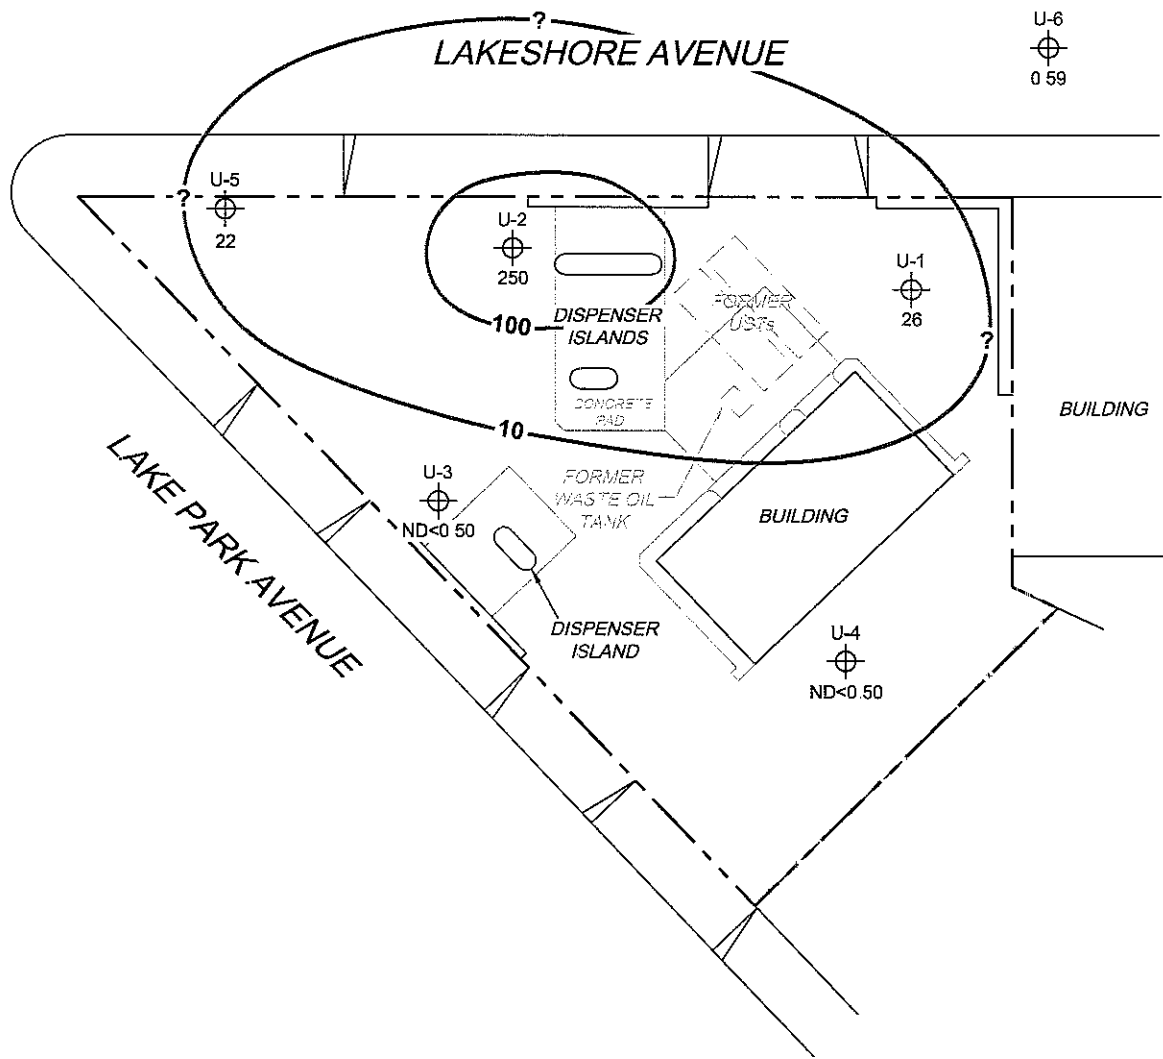 ?
LAKESHORE AVENUE
U-6
0 59
U-5
?
22
U-2
250
U-1
26
100
DISPENSER
ISLANDS
FORMER
USTs
?
CONCRETE
PAD
10
BUILDING
LAKE PARK AVENUE
U-3
ND<0 50
FORMER
WASTE OIL
TANK
BUILDING
DISPENSER
ISLAND
U-4
ND<0.50